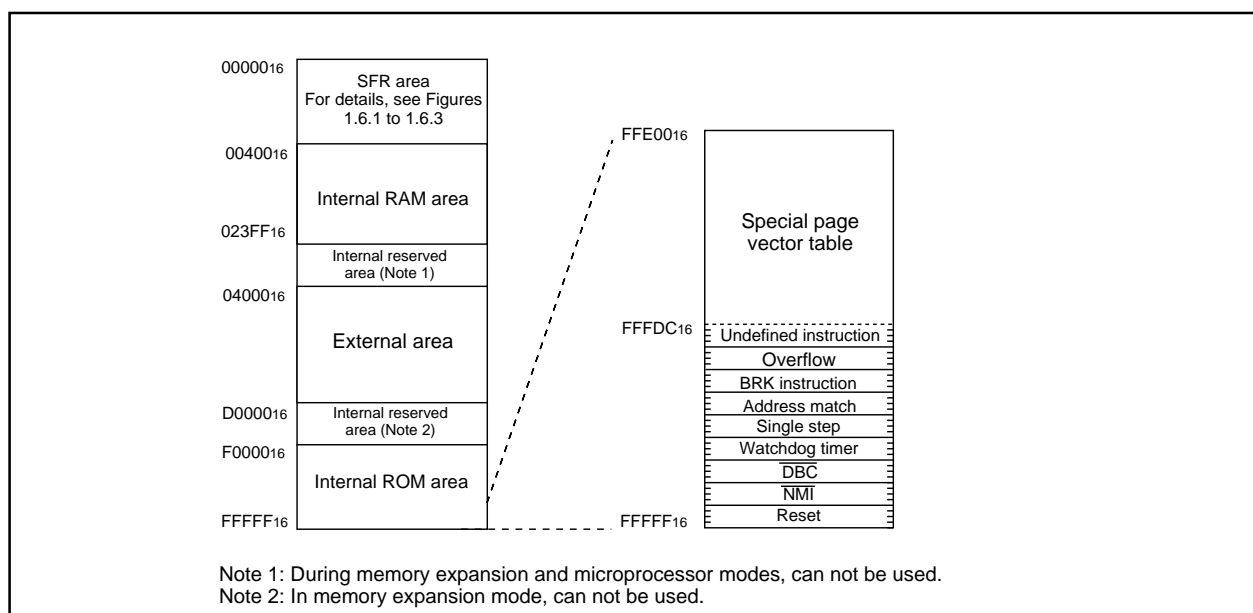 0000016
SFR area
For details, see Figures
1.6.1 to 1.6.3
0040016
Internal RAM area
023FF16
Internal reserved
area (Note 1)
0400016
External area
D000016
Internal reserved
area (Note 2)
F000016
Internal ROM area
FFFFF16
FFE0016
Special page
vector table
FFFDC16
Undefined instruction
Overflow
BRK instruction
Address match
Single step
Watchdog timer
DBC
NMI
Reset
FFFFF16
Note 1: During memory expansion and microprocessor modes, can not be used.
Note 2: In memory expansion mode, can not be used.